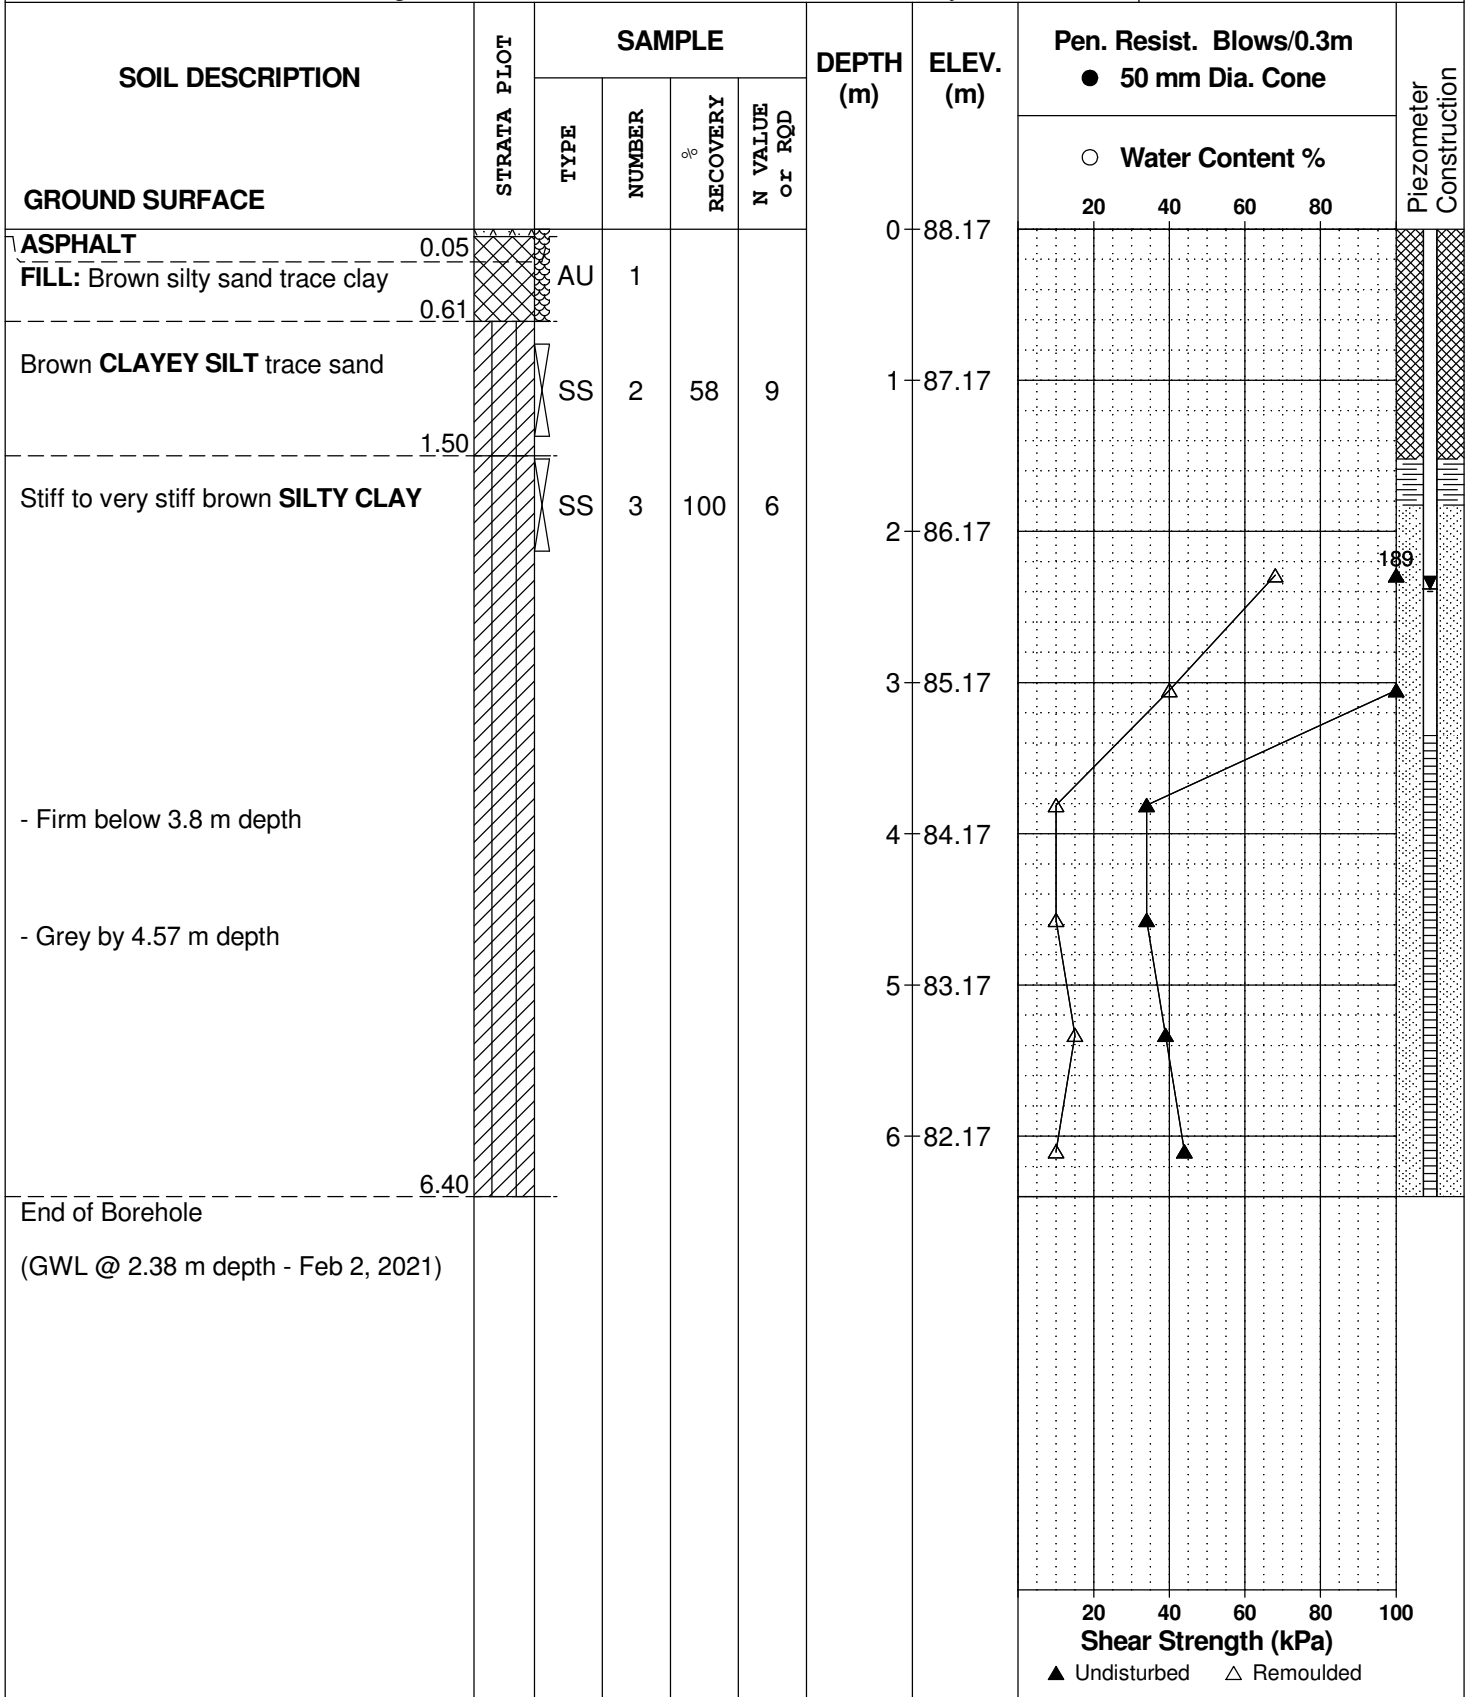 SOIL DESCRIPTION
GROUND SURFACE
STRATA PLOT
SAMPLE
TYPE
NUMBER
%
RECOVERY
N VALUE
or RQD
DEPTH
(m)
ELEV.
(m)
Pen. Resist. Blows/0.3m
● 50 mm Dia. Cone
○ Water Content %
20 40 60 80
Piezometer
Construction
0 88.17
ASPHALT 0.05
FILL: Brown silty sand trace clay
AU 1
0.61
Brown CLAYEY SILT trace sand
1 87.17
SS 2 58 9
1.50
Stiff to very stiff brown SILTY CLAY
SS 3 100 6
2 86.17
189
3 85.17
- Firm below 3.8 m depth
4 84.17
- Grey by 4.57 m depth
5 83.17
6 82.17
6.40
End of Borehole
(GWL @ 2.38 m depth - Feb 2, 2021)
20 40 60 80 100
Shear Strength (kPa)
▲ Undisturbed △ Remoulded